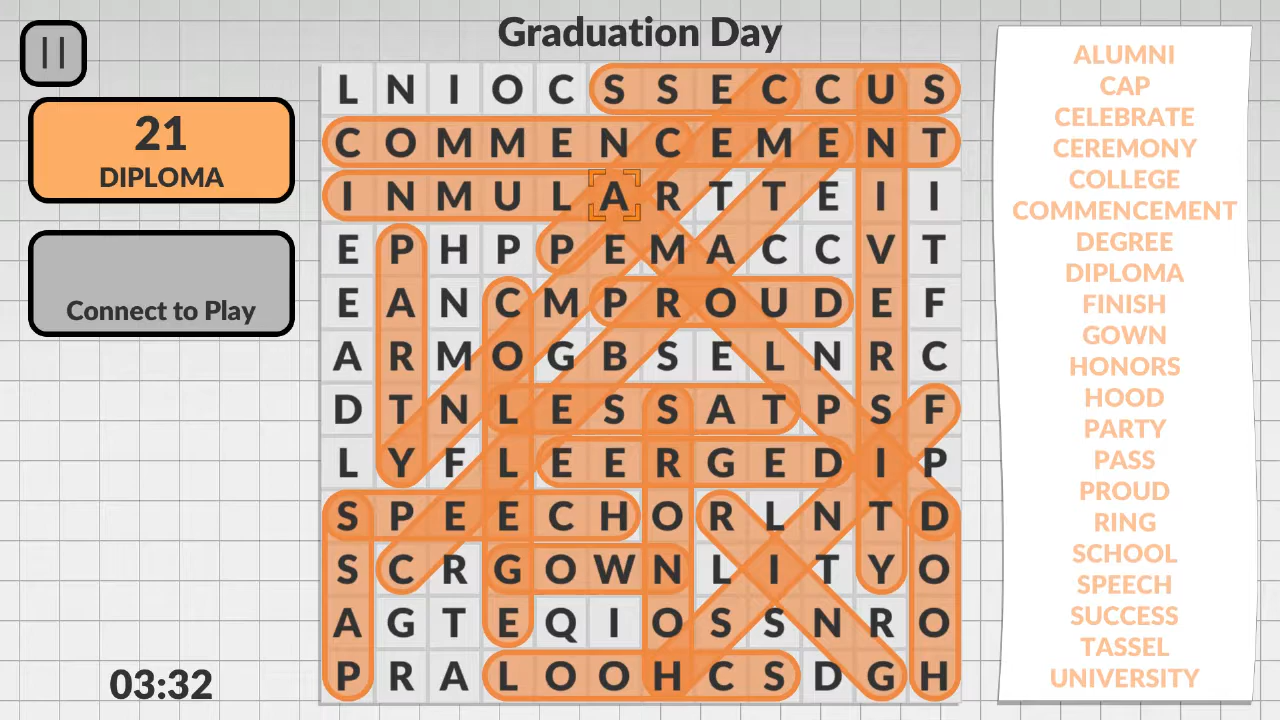 Graduation Day
21
DIPLOMA
Connect to Play
03:32
L N I O C S S E C C U S
C O M M E N C E M E N T
I N M U L A R T T E I I
E P H P P E M A C C V T
E A N C M P R O U D E F
A R M O G B S E L N R C
D T N L E S S A T P S F
L Y F L E E R G E D I P
S P E E C H O R L N T D
S C R G O W N L I T Y O
A G T E Q I O S S N R O
P R A L O O H C S D G H
ALUMNI
CAP
CELEBRATE
CEREMONY
COLLEGE
COMMENCEMENT
DEGREE
DIPLOMA
FINISH
GOWN
HONORS
HOOD
PARTY
PASS
PROUD
RING
SCHOOL
SPEECH
SUCCESS
TASSEL
UNIVERSITY